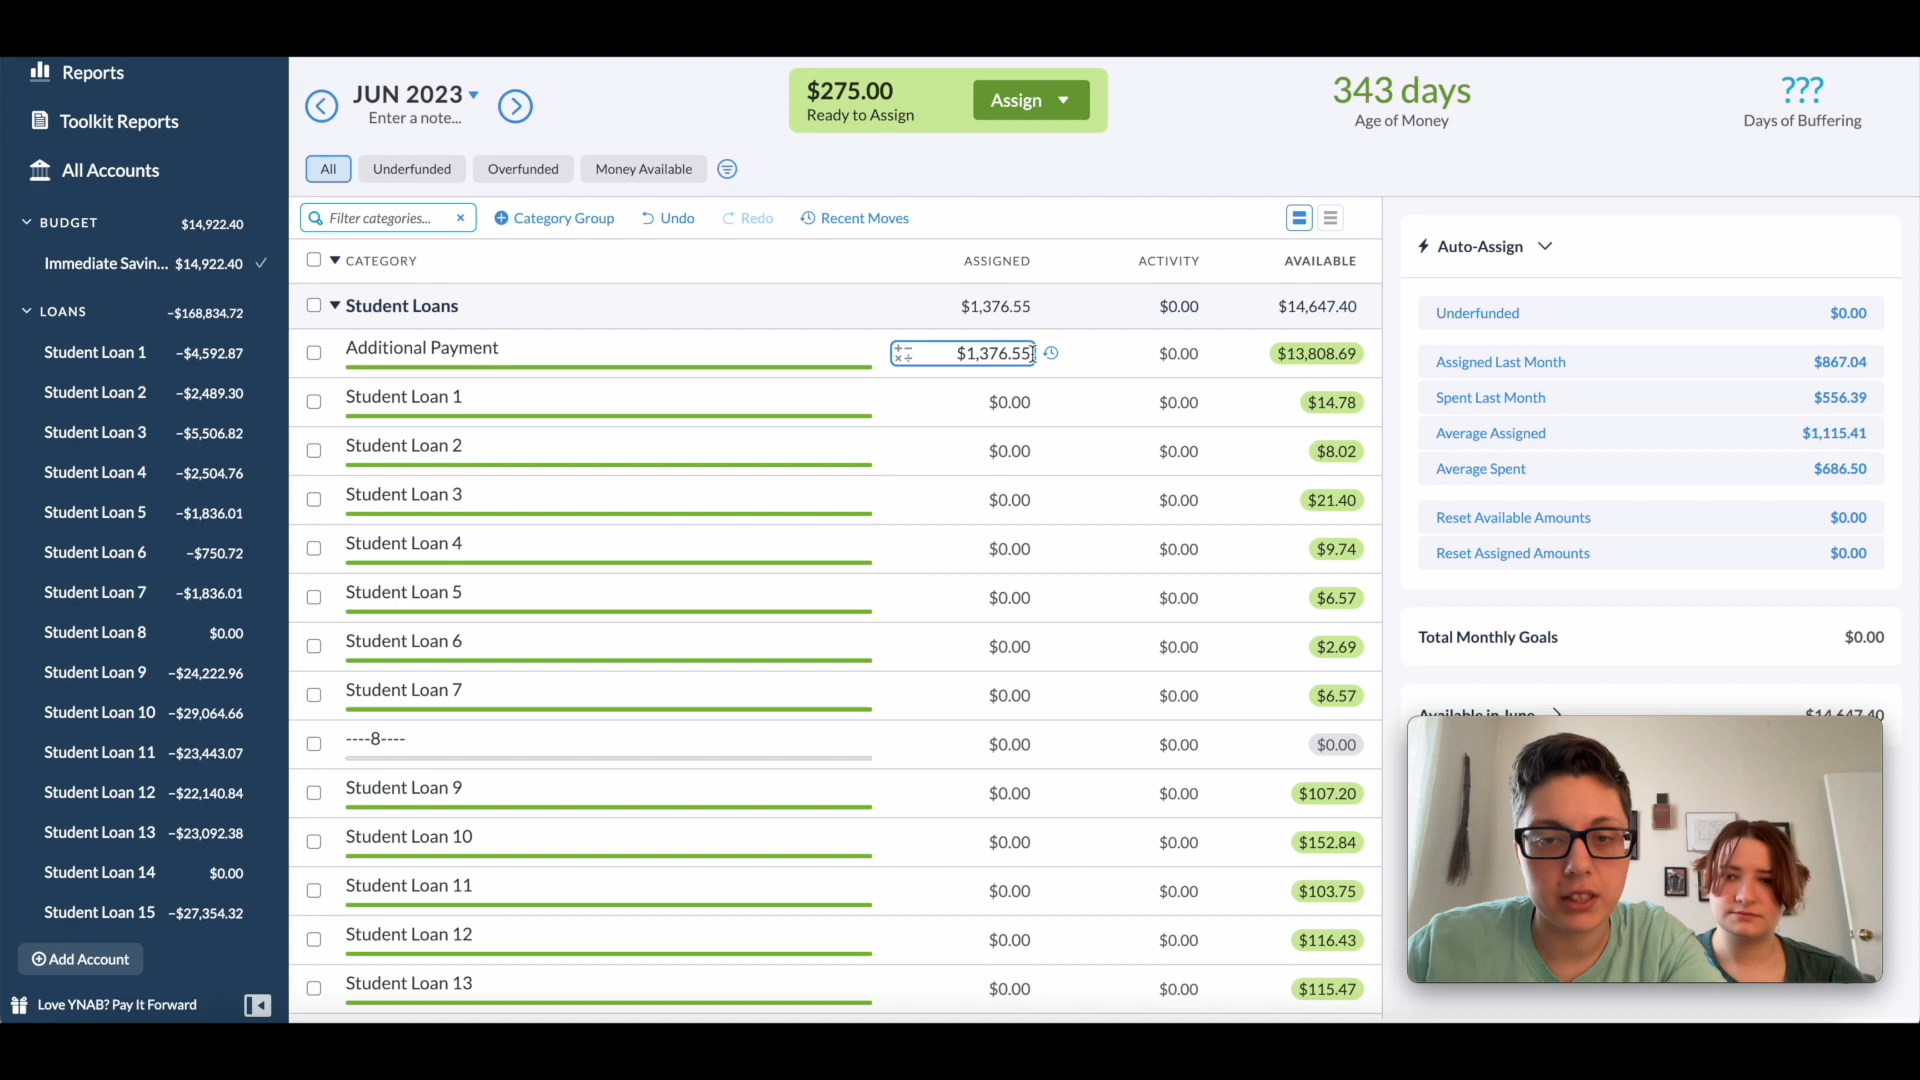 Reports
Toolkit Reports
All Accounts
BUDGET $14,922.40
Immediate Savin... $14,922.40
LOANS −$168,834.72
Student Loan 1 −$4,592.87
Student Loan 2 −$2,489.30
Student Loan 3 −$5,506.82
Student Loan 4 −$2,504.76
Student Loan 5 −$1,836.01
Student Loan 6 −$750.72
Student Loan 7 −$1,836.01
Student Loan 8 $0.00
Student Loan 9 −$24,222.96
Student Loan 10 −$29,064.66
Student Loan 11 −$23,443.07
Student Loan 12 −$22,140.84
Student Loan 13 −$23,092.38
Student Loan 14 $0.00
Student Loan 15 −$27,354.32
Add Account
Love YNAB? Pay It Forward
JUN 2023
Enter a note...
$275.00
Ready to Assign
Assign
343 days
Age of Money
???
Days of Buffering
All Underfunded Overfunded Money Available
Filter categories... Category Group Undo Redo Recent Moves
CATEGORY ASSIGNED ACTIVITY AVAILABLE
Student Loans $1,376.55 $0.00 $14,647.40
Additional Payment $1,376.55 $0.00 $13,808.69
Student Loan 1 $0.00 $0.00 $14.78
Student Loan 2 $0.00 $0.00 $8.02
Student Loan 3 $0.00 $0.00 $21.40
Student Loan 4 $0.00 $0.00 $9.74
Student Loan 5 $0.00 $0.00 $6.57
Student Loan 6 $0.00 $0.00 $2.69
Student Loan 7 $0.00 $0.00 $6.57
----8---- $0.00 $0.00 $0.00
Student Loan 9 $0.00 $0.00 $107.20
Student Loan 10 $0.00 $0.00 $152.84
Student Loan 11 $0.00 $0.00 $103.75
Student Loan 12 $0.00 $0.00 $116.43
Student Loan 13 $0.00 $0.00 $115.47
Auto-Assign
Underfunded $0.00
Assigned Last Month $867.04
Spent Last Month $556.39
Average Assigned $1,115.41
Average Spent $686.50
Reset Available Amounts $0.00
Reset Assigned Amounts $0.00
Total Monthly Goals $0.00
Available in June $14,647.40